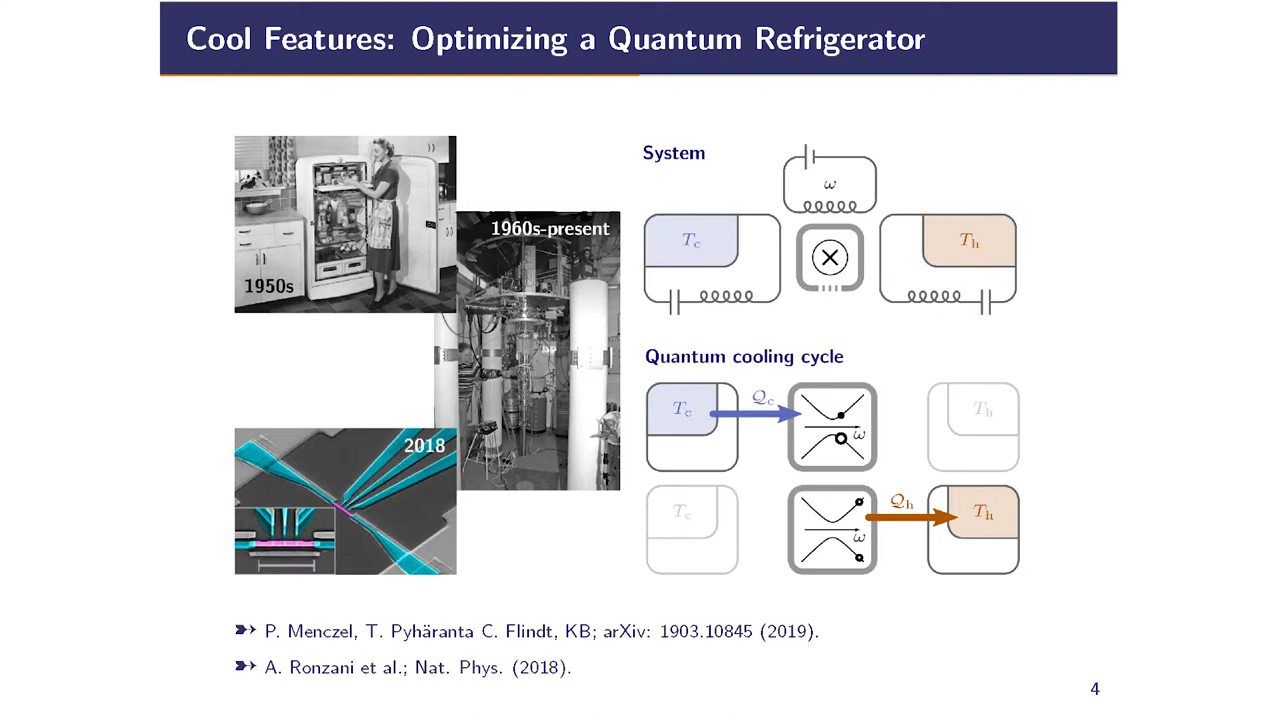 Cool Features: Optimizing a Quantum Refrigerator
1950s
1960s-present
2018
System
ω
T_c
T_h
Quantum cooling cycle
T_c
Q_c
ω
T_h
T_c
ω
Q_h
T_h
P. Menczel, T. Pyhäranta C. Flindt, KB; arXiv: 1903.10845 (2019).
A. Ronzani et al.; Nat. Phys. (2018).
4